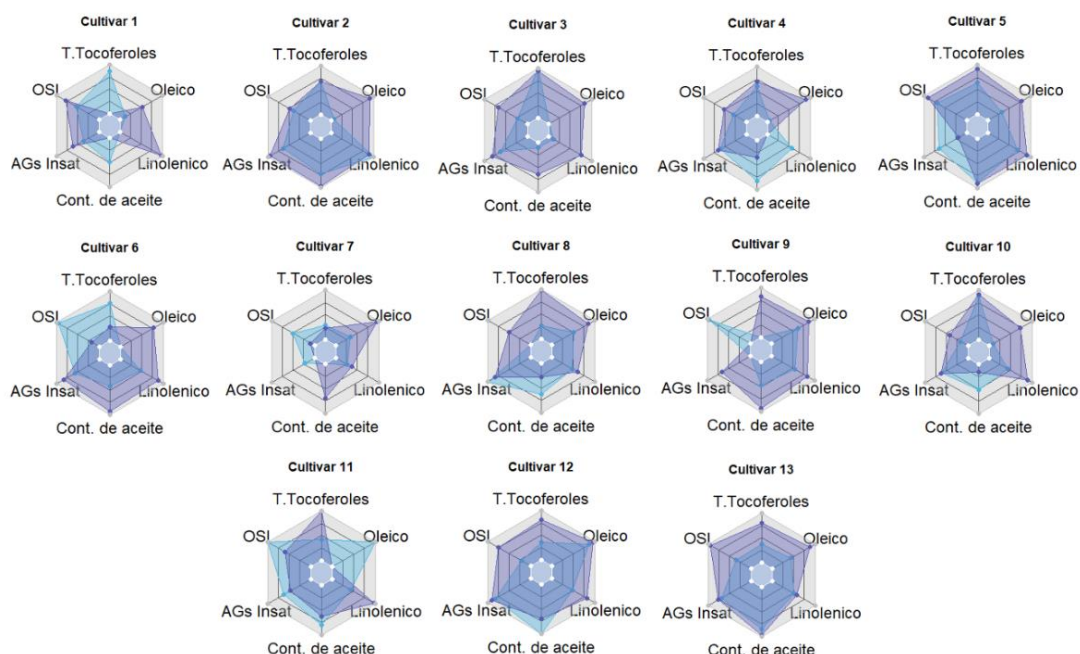 Cultivar 1
T.Tocoferoles
OSI
Oleico
AGs Insat
Linolenico
Cont. de aceite
Cultivar 2
T.Tocoferoles
OSI
Oleico
AGs Insat
Linolenico
Cont. de aceite
Cultivar 3
T.Tocoferoles
OSI
Oleico
AGs Insat
Linolenico
Cont. de aceite
Cultivar 4
T.Tocoferoles
OSI
Oleico
AGs Insat
Linolenico
Cont. de aceite
Cultivar 5
T.Tocoferoles
OSI
Oleico
AGs Insat
Linolenico
Cont. de aceite
Cultivar 6
T.Tocoferoles
OSI
Oleico
AGs Insat
Linolenico
Cont. de aceite
Cultivar 7
T.Tocoferoles
OSI
Oleico
AGs Insat
Linolenico
Cont. de aceite
Cultivar 8
T.Tocoferoles
OSI
Oleico
AGs Insat
Linolenico
Cont. de aceite
Cultivar 9
T.Tocoferoles
OSI
Oleico
AGs Insat
Linolenico
Cont. de aceite
Cultivar 10
T.Tocoferoles
OSI
Oleico
AGs Insat
Linolenico
Cont. de aceite
Cultivar 11
T.Tocoferoles
OSI
Oleico
AGs Insat
Linolenico
Cont. de aceite
Cultivar 12
T.Tocoferoles
OSI
Oleico
AGs Insat
Linolenico
Cont. de aceite
Cultivar 13
T.Tocoferoles
OSI
Oleico
AGs Insat
Linolenico
Cont. de aceite